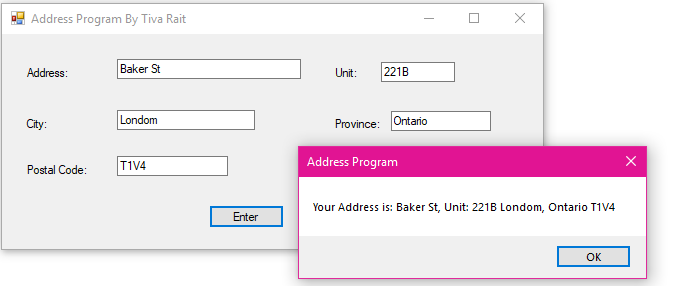 Address Program By Tiva Rait
Address: Baker St Unit: 221B
City: Londom Province: Ontario
Postal Code: T1V4
Enter
Address Program
Your Address is: Baker St, Unit: 221B Londom, Ontario T1V4
OK